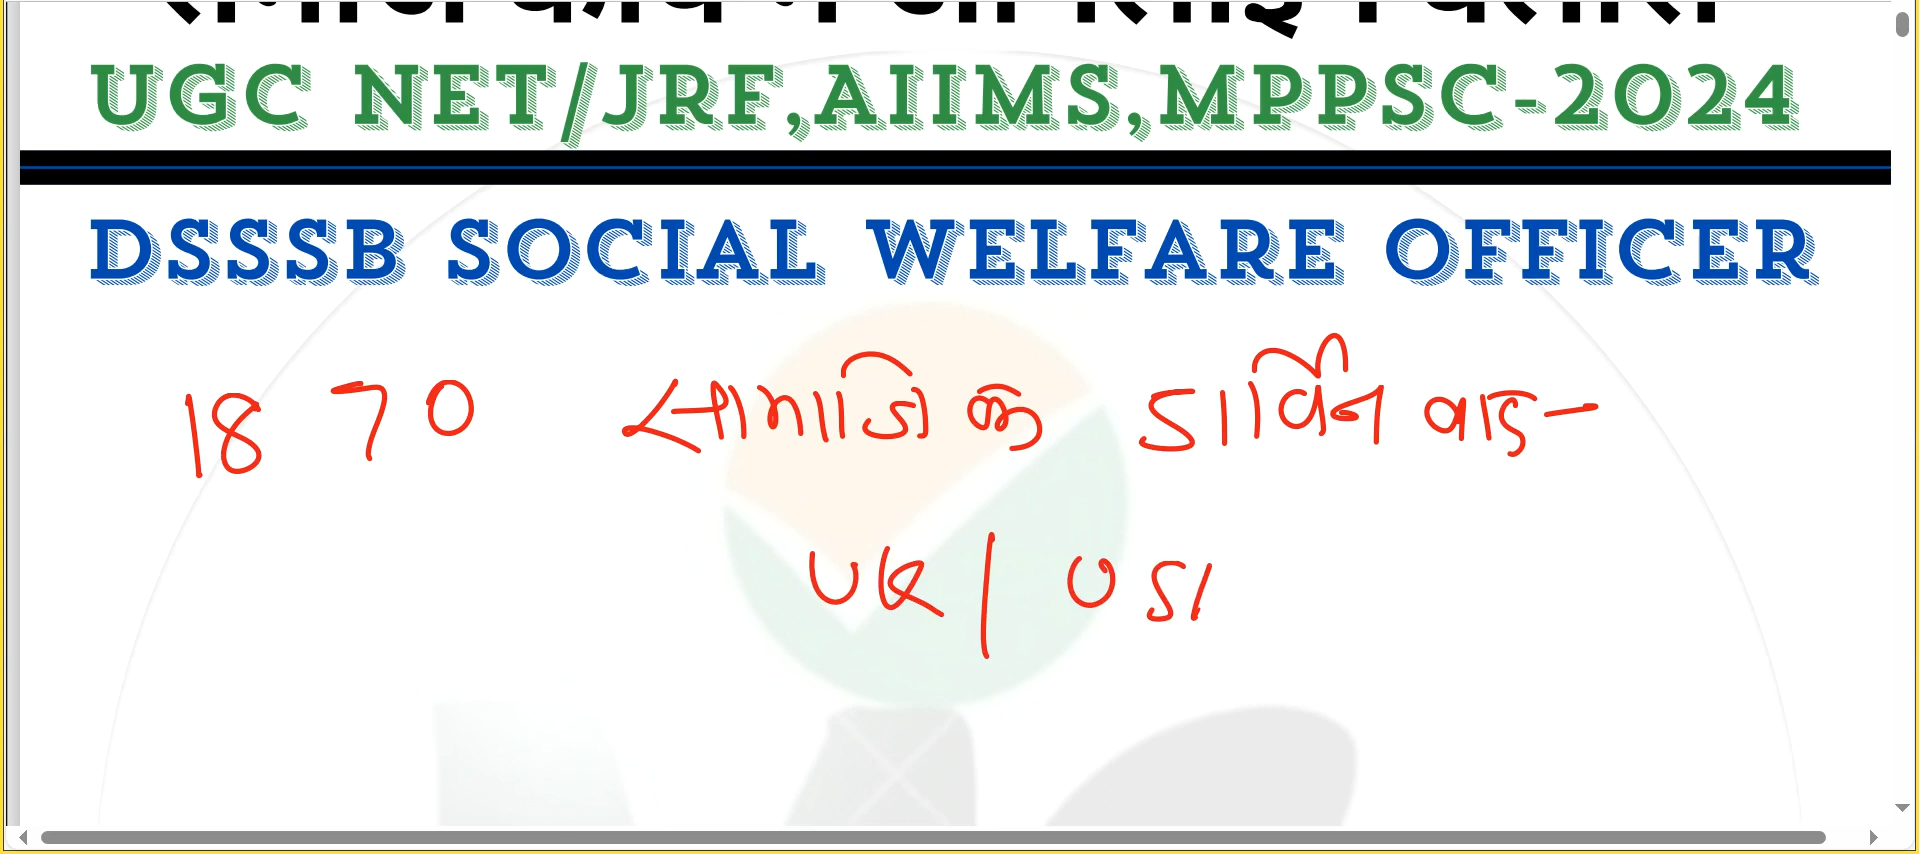 UGC NET/JRF,AIIMS,MPPSC-2024
DSSSB SOCIAL WELFARE OFFICER
1870 सामाजिक डार्विनवाद
UK / USA